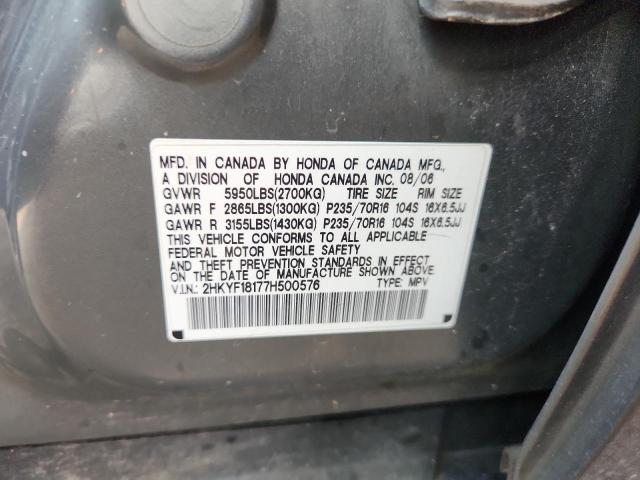 MFD. IN CANADA BY HONDA OF CANADA MFG.,
A DIVISION OF HONDA CANADA INC. 08/06
GVWR 5950LBS(2700KG) TIRE SIZE RIM SIZE
GAWR F 2865LBS(1300KG) P235/70R16 104S 16X6.5JJ
GAWR R 3155LBS(1430KG) P235/70R16 104S 16X6.5JJ
THIS VEHICLE CONFORMS TO ALL APPLICABLE
FEDERAL MOTOR VEHICLE SAFETY
AND THEFT PREVENTION STANDARDS IN EFFECT
ON THE DATE OF MANUFACTURE SHOWN ABOVE.
V.I.N.: 2HKYF18177H500576 TYPE: MPV